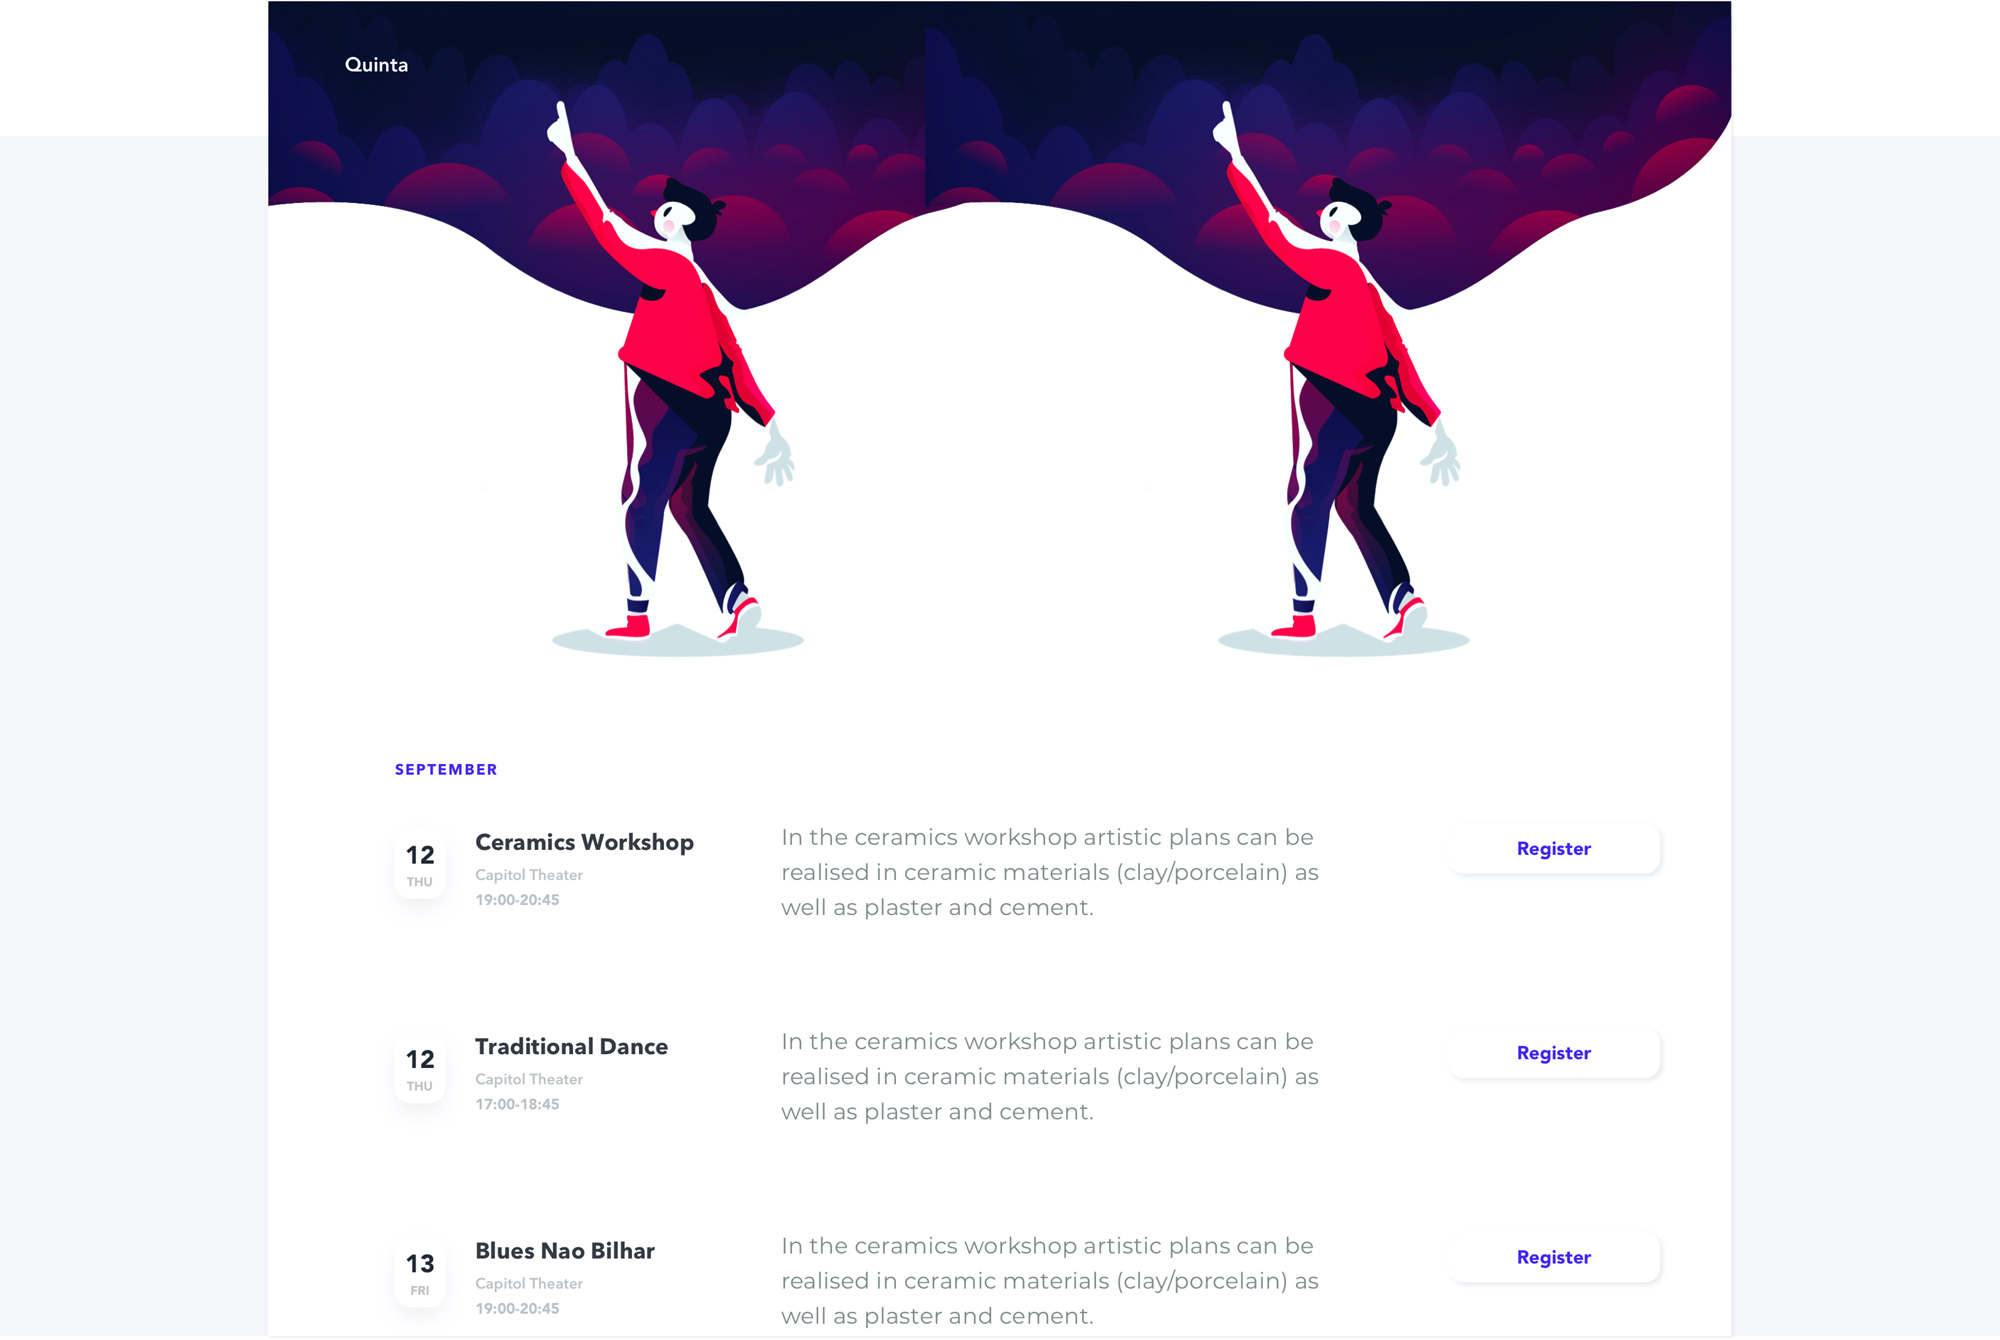 Quinta
SEPTEMBER
12
THU
Ceramics Workshop
Capitol Theater
19:00-20:45
In the ceramics workshop artistic plans can be
realised in ceramic materials (clay/porcelain) as
well as plaster and cement.
Register
12
THU
Traditional Dance
Capitol Theater
17:00-18:45
In the ceramics workshop artistic plans can be
realised in ceramic materials (clay/porcelain) as
well as plaster and cement.
Register
13
FRI
Blues Nao Bilhar
Capitol Theater
19:00-20:45
In the ceramics workshop artistic plans can be
realised in ceramic materials (clay/porcelain) as
well as plaster and cement.
Register